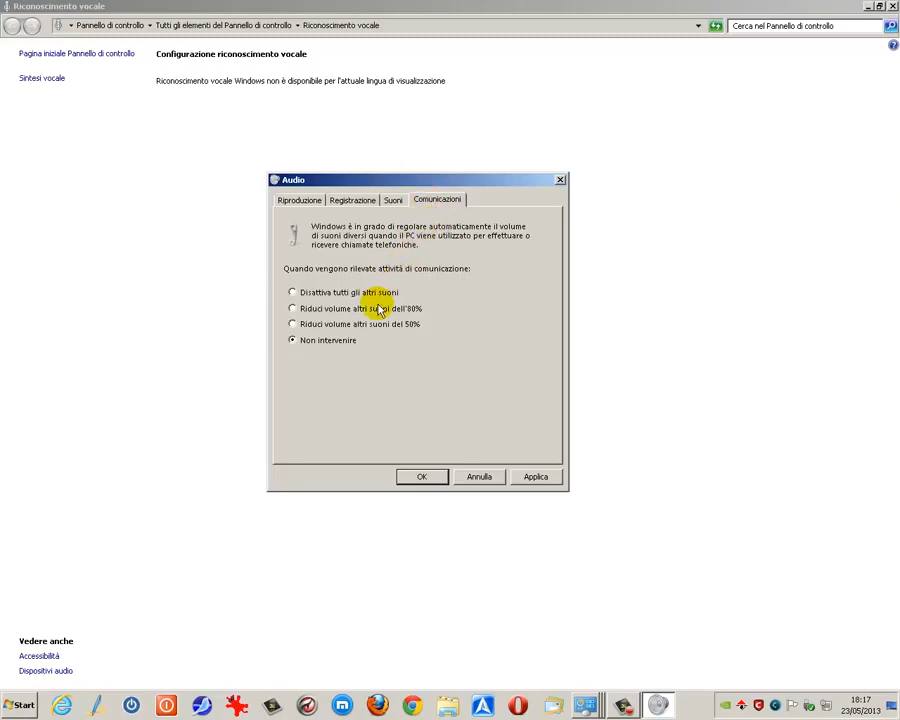 Riconoscimento vocale
Pannello di controllo Tutti gli elementi del Pannello di controllo Riconoscimento vocale
Cerca nel Pannello di controllo
Pagina iniziale Pannello di controllo
Configurazione riconoscimento vocale
Sintesi vocale
Riconoscimento vocale Windows non è disponibile per l'attuale lingua di visualizzazione
Audio
Riproduzione Registrazione Suoni Comunicazioni
Windows è in grado di regolare automaticamente il volume
di suoni diversi quando il PC viene utilizzato per effettuare o
ricevere chiamate telefoniche.
Quando vengono rilevate attività di comunicazione:
Disattiva tutti gli altri suoni
Riduci volume altri suoni dell'80%
Riduci volume altri suoni del 50%
Non intervenire
OK Annulla Applica
Vedere anche
Accessibilità
Dispositivi audio
Start
18:17
23/05/2013